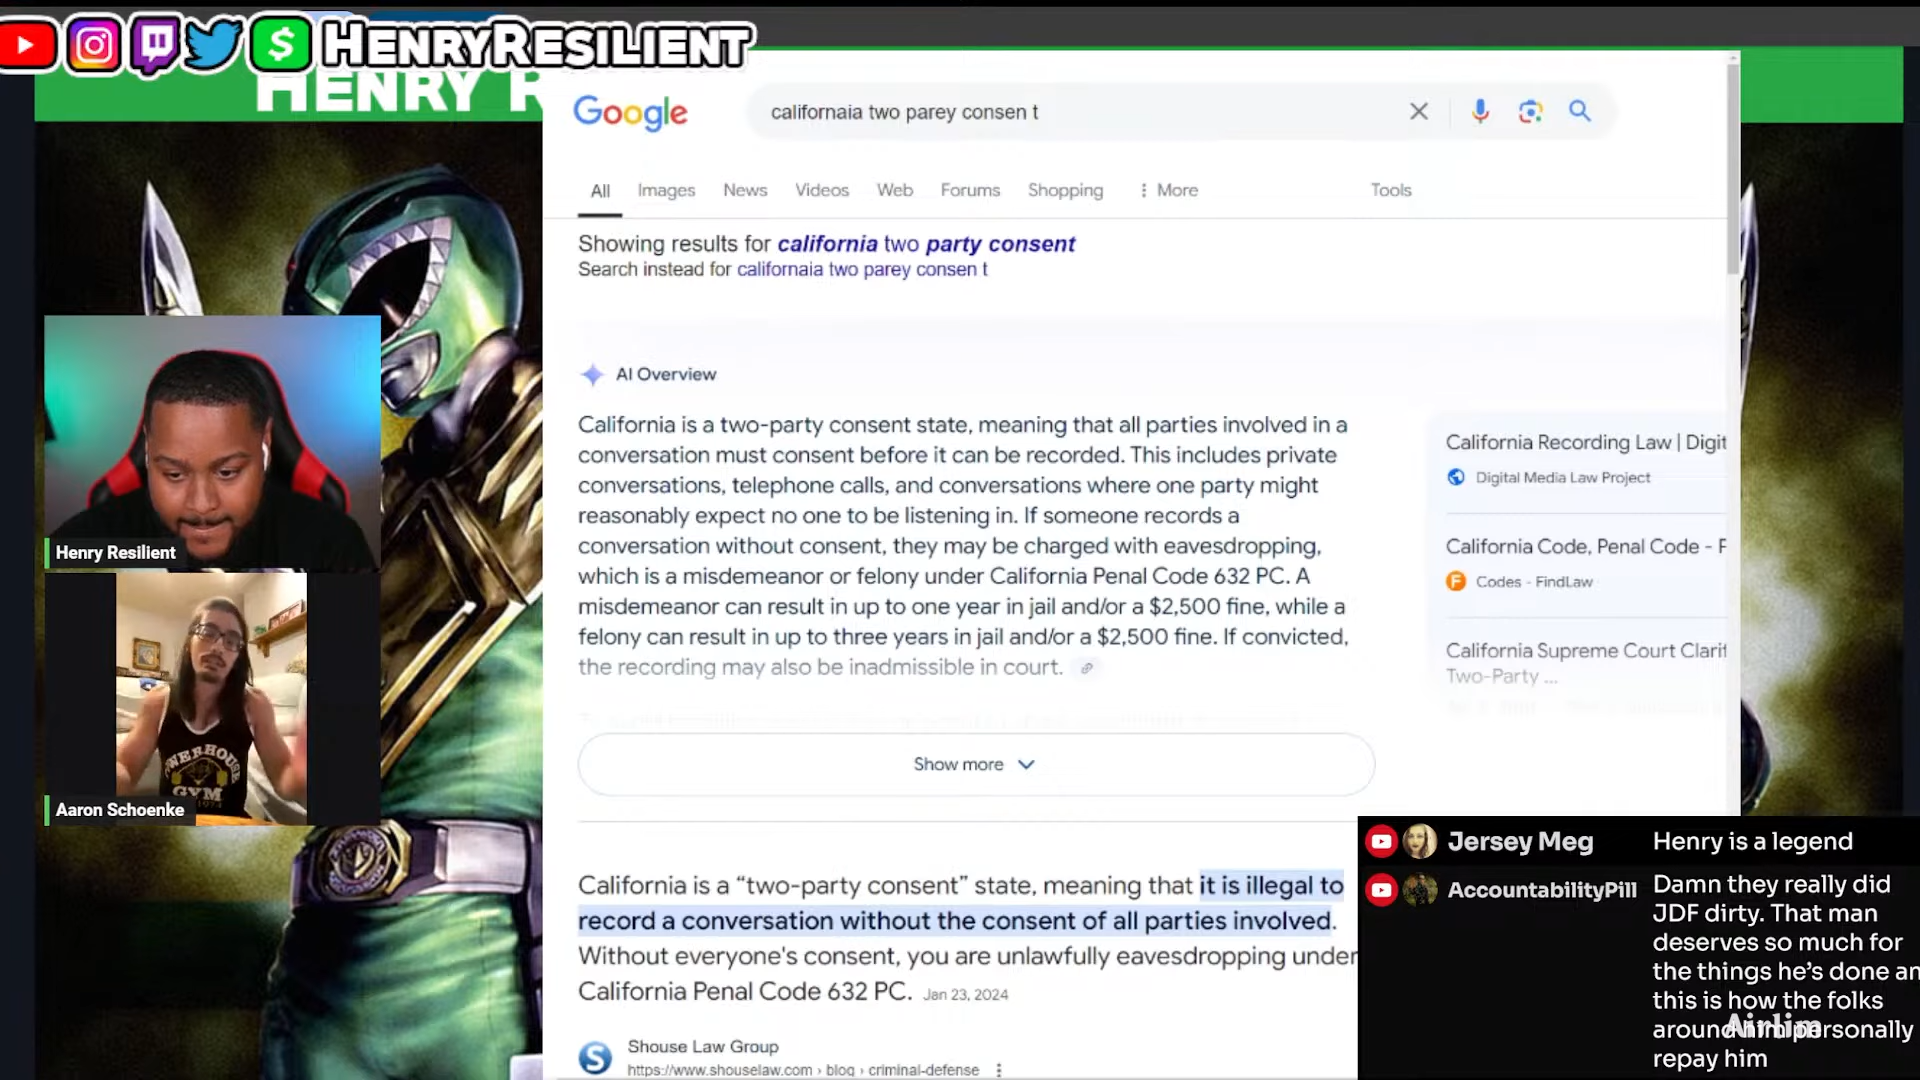 HENRYRESILIENT
HENRY R
Google
californaia two parey consen t
All
Images
News
Videos
Web
Forums
Shopping
More
Tools
Showing results for california two party consent
Search instead for californaia two parey consen t
AI Overview
California is a two-party consent state, meaning that all parties involved in a
conversation must consent before it can be recorded. This includes private
conversations, telephone calls, and conversations where one party might
reasonably expect no one to be listening in. If someone records a
conversation without consent, they may be charged with eavesdropping,
which is a misdemeanor or felony under California Penal Code 632 PC. A
misdemeanor can result in up to one year in jail and/or a $2,500 fine, while a
felony can result in up to three years in jail and/or a $2,500 fine. If convicted,
the recording may also be inadmissible in court.
Show more
California Recording Law | Digit
Digital Media Law Project
California Code, Penal Code - F
Codes - FindLaw
California Supreme Court Clarif
Two-Party ...
California is a “two-party consent” state, meaning that it is illegal to
record a conversation without the consent of all parties involved.
Without everyone's consent, you are unlawfully eavesdropping under
California Penal Code 632 PC. Jan 23, 2024
Shouse Law Group
https://www.shouselaw.com › blog › criminal-defense
Henry Resilient
POWERHOUSE
GYM
Aaron Schoenke
Jersey Meg Henry is a legend
AccountabilityPill Damn they really did
JDF dirty. That man
deserves so much for
the things he's done an
this is how the folks
around him personally
repay him
Airlim